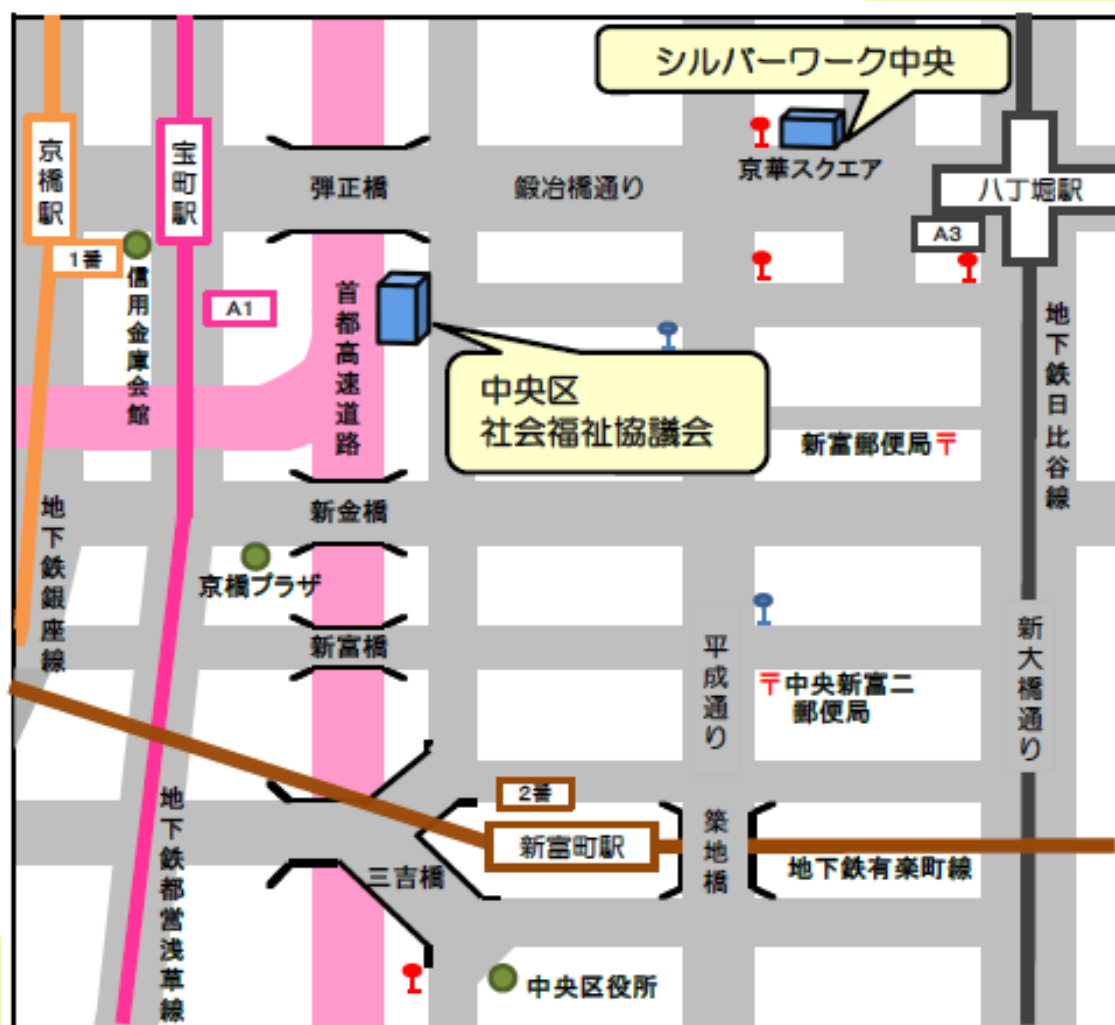 シルバーワーク中央
京橋駅
宝町駅
弾正橋
鍛冶橋通り
京華スクエア
八丁堀駅
1番
A3
信用金庫会館
A1
首都高速道路
中央区
社会福祉協議会
地下鉄日比谷線
新富郵便局〒
地下鉄銀座線
新金橋
京橋プラザ
新富橋
平成通り
〒中央新富二
郵便局
新大橋通り
2番
新富町駅
築地橋
地下鉄有楽町線
地下鉄都営浅草線
三吉橋
中央区役所